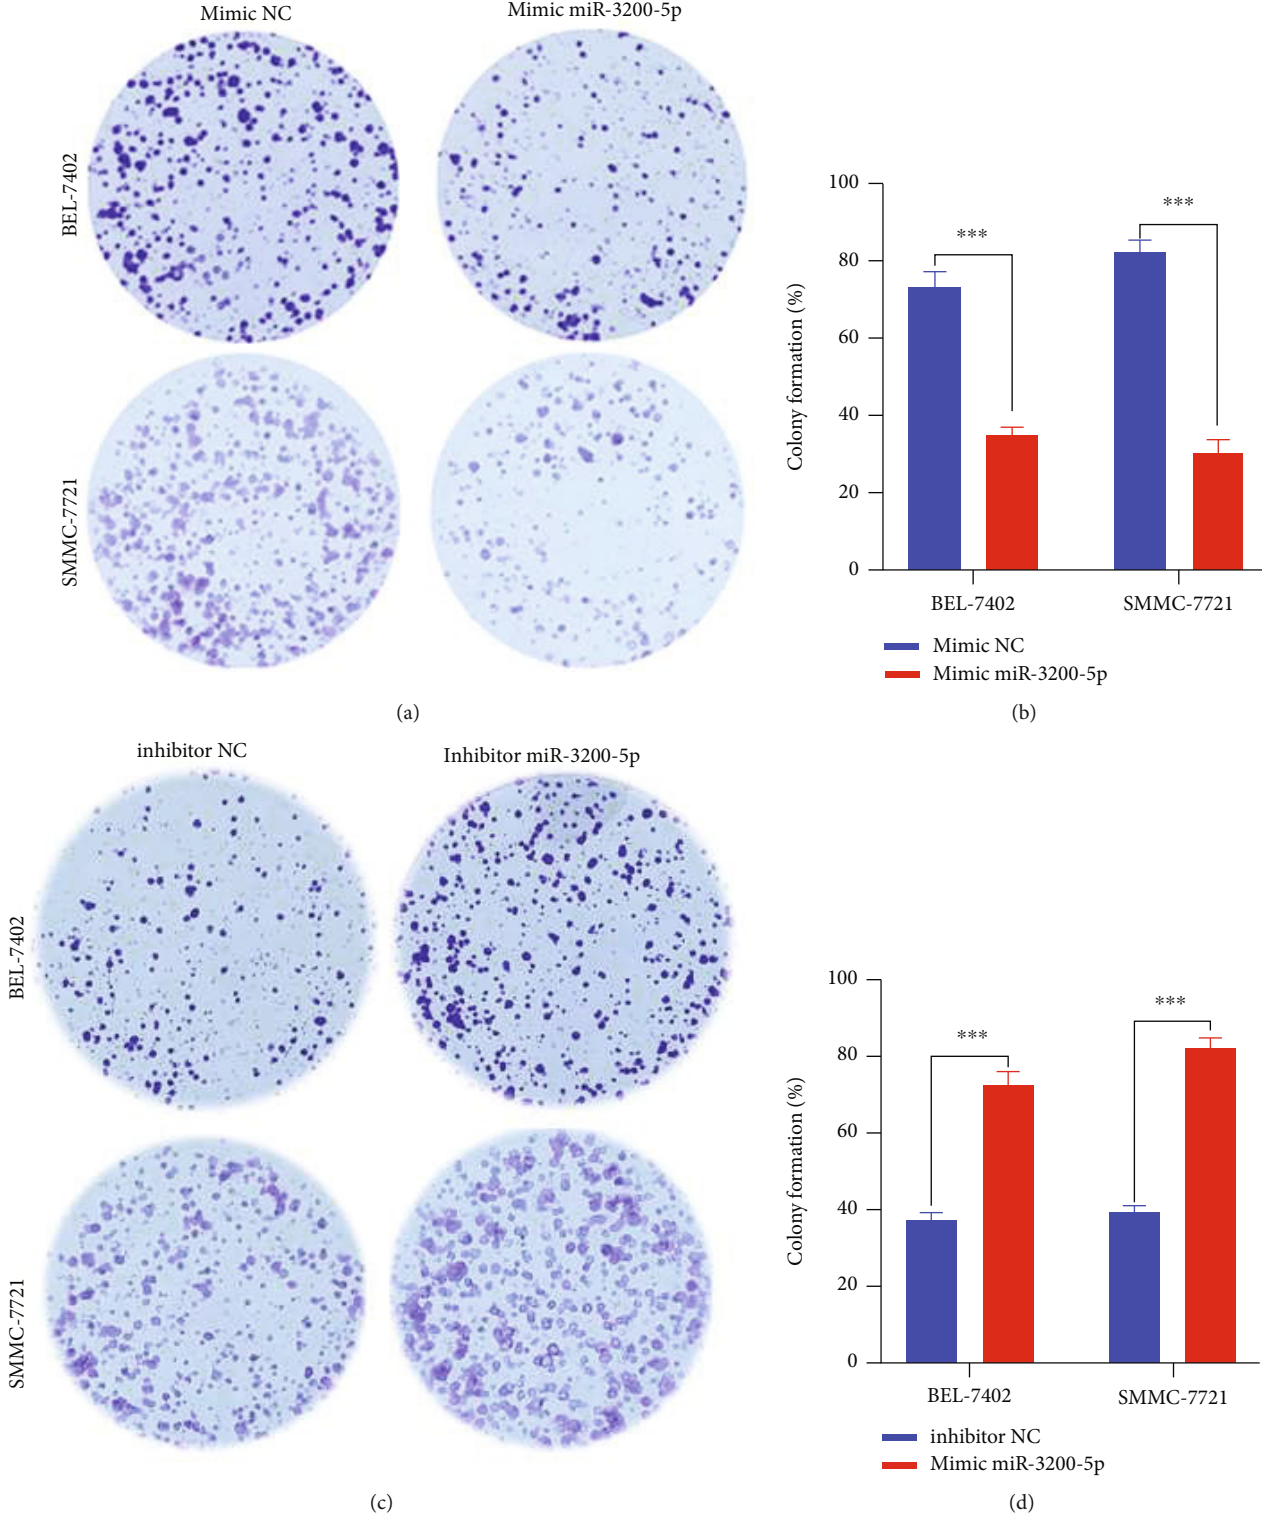 Mimic NC
Mimic miR-3200-5p
BEL-7402
SMMC-7721
(a)
Colony formation (%)
100
80
60
40
20
0
***
***
BEL-7402
SMMC-7721
Mimic NC
Mimic miR-3200-5p
(b)
inhibitor NC
Inhibitor miR-3200-5p
BEL-7402
SMMC-7721
(c)
Colony formation (%)
100
80
60
40
20
0
***
***
BEL-7402
SMMC-7721
inhibitor NC
Mimic miR-3200-5p
(d)